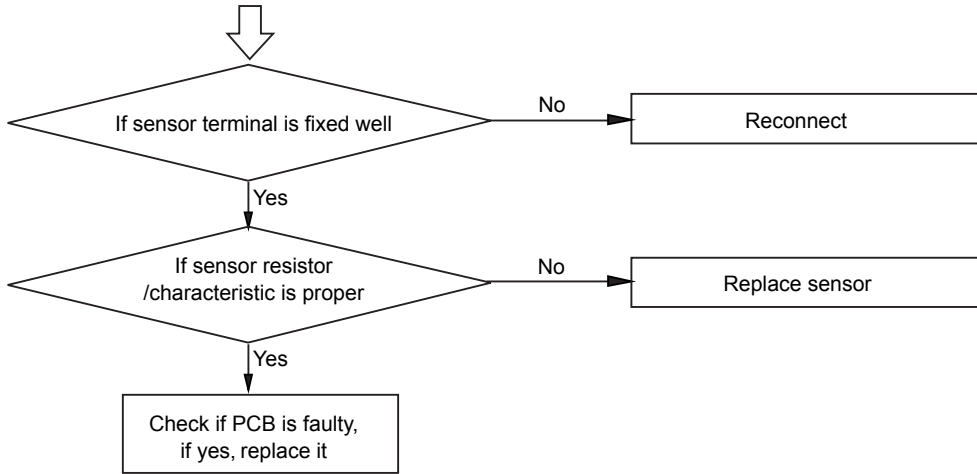 If sensor terminal is fixed well
No
Reconnect
Yes
If sensor resistor
/characteristic is proper
No
Replace sensor
Yes
Check if PCB is faulty,
if yes, replace it